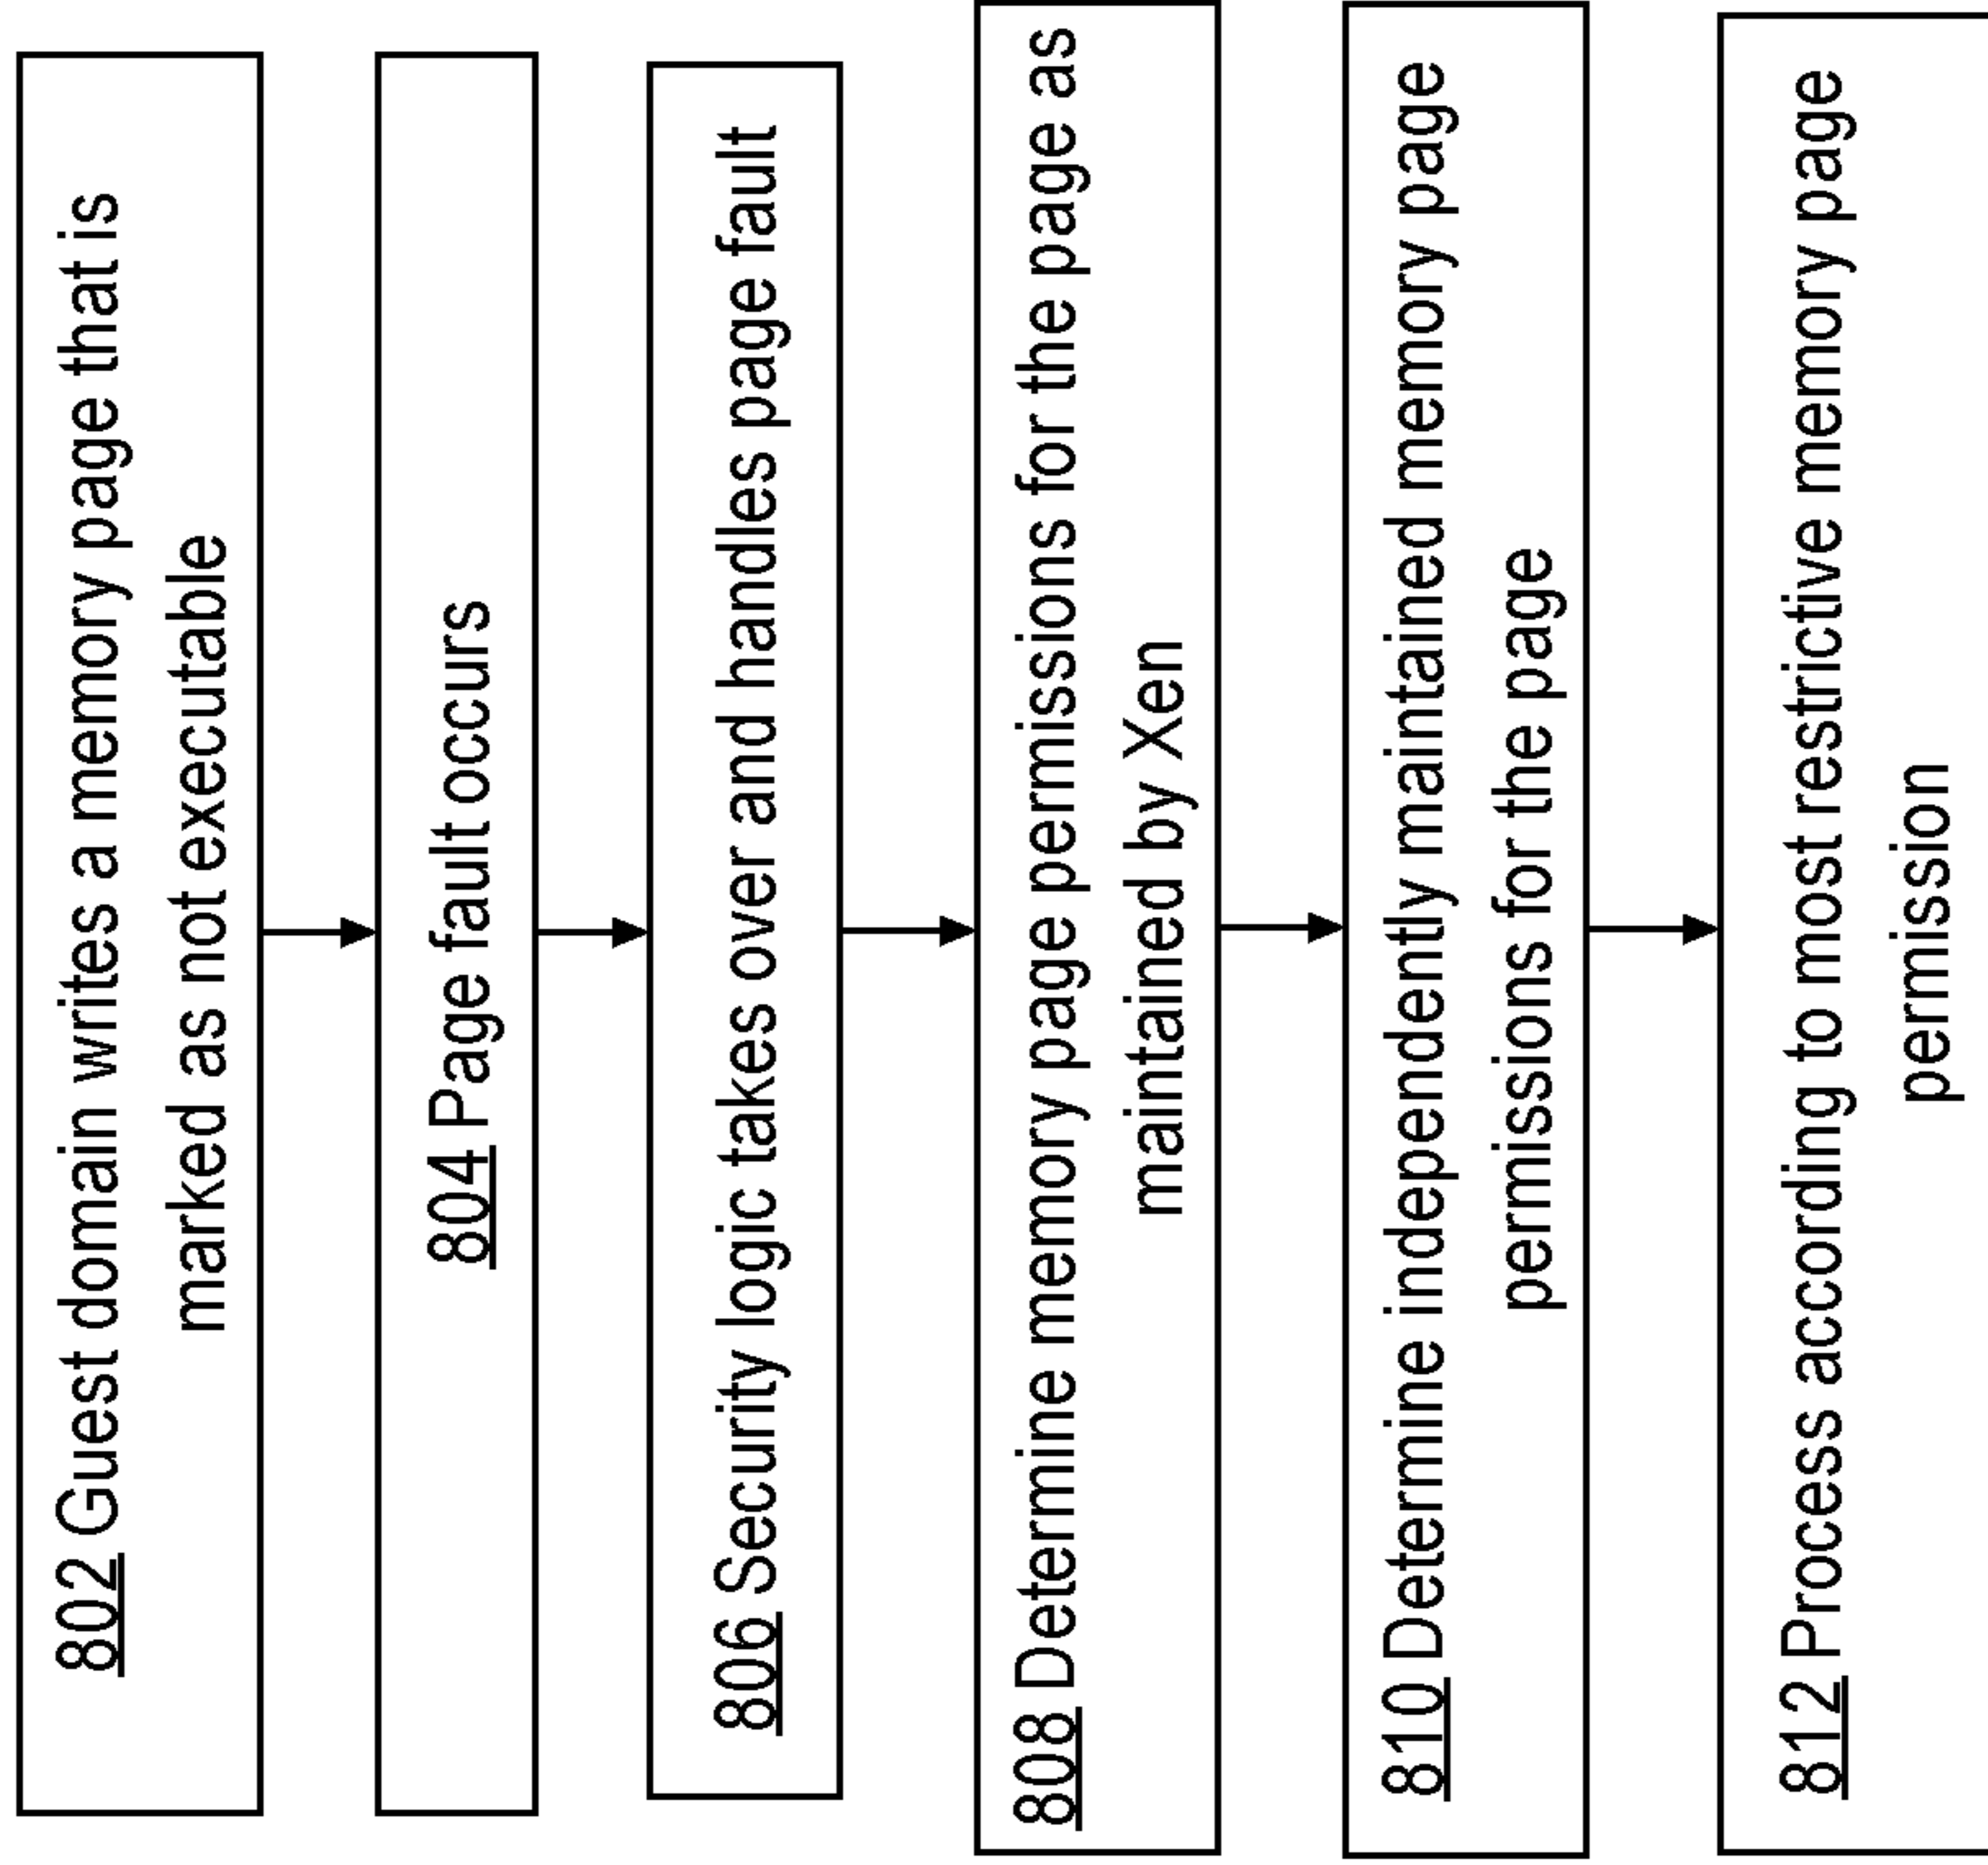 802 Guest domain writes a memory page that is
marked as not executable
804 Page fault occurs
806 Security logic takes over and handles page fault
808 Determine memory page permissions for the page as
maintained by Xen
810 Determine independently maintained memory page
permissions for the page
812 Process according to most restrictive memory page
permission